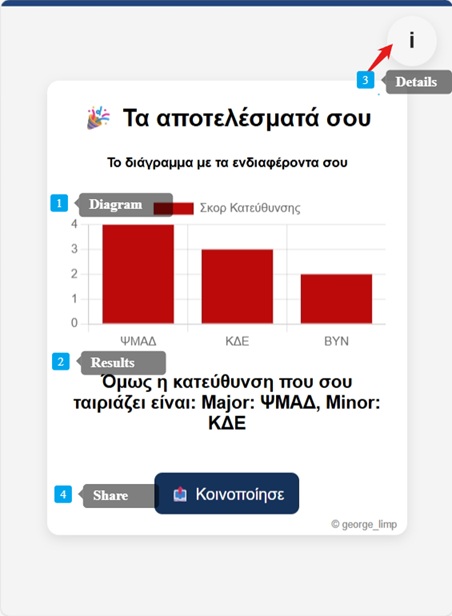 i
3 Details
🎉 Τα αποτελέσματά σου
Το διάγραμμα με τα ενδιαφέροντα σου
1 Diagram
Σκορ Κατεύθυνσης
4
3
2
1
0
ΨΜΑΔ ΚΔΕ ΒΥΝ
2 Results
Όμως η κατεύθυνση που σου
ταιριάζει είναι: Major: ΨΜΑΔ, Minor:
ΚΔΕ
4 Share
📤 Κοινοποίησε
© george_limp